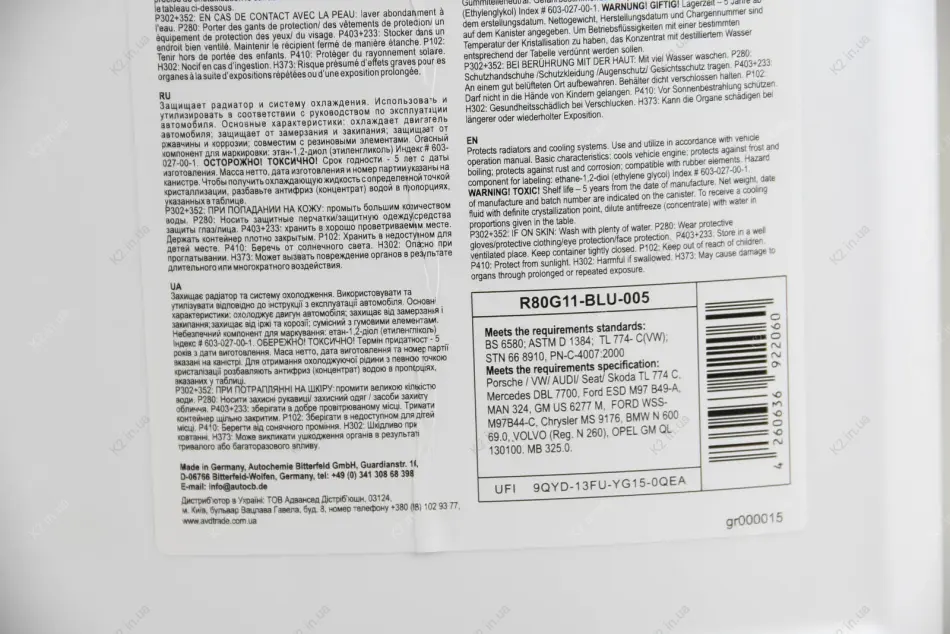 le tableau ci-dessous.
P302+352: EN CAS DE CONTACT AVEC LA PEAU: laver abondamment à
l'eau. P280: Porter des gants de protection/ des vêtements de protection/ un
équipement de protection des yeux/ du visage. P403+233: Stocker dans un
endroit bien ventilé. Maintenir le récipient fermé de manière étanche. P102:
Tenir hors de portée des enfants. P410: Protéger du rayonnement solaire.
H302: Nocif en cas d'ingestion. H373: Risque présumé d'effets graves pour es
organes à la suite d'expositions répétées ou d'une exposition prolongée.
RU
Защищает радиатор и систему охлаждения. Использовать и
утилизировать в соответствии с руководством по эксплуатации
автомобиля. Основные характеристики: охлаждает двигатель
автомобиля; защищает от замерзания и закипания; защищает от
ржавчины и коррозии; совместим с резиновыми элементами. Опасный
компонент для маркировки: этан-1,2-диол (этиленгликоль) Индекс # 603-
027-00-1. ОСТОРОЖНО! ТОКСИЧНО! Срок годности - 5 лет с даты
изготовления. Масса нетто, дата изготовления и номер партии указаны на
канистре. Чтобы получить охлаждающую жидкость с определенной точкой
кристаллизации, разбавьте антифриз (концентрат) водой в пропорциях,
указанных в таблице.
P302+352: ПРИ ПОПАДАНИИ НА КОЖУ: промыть большим количеством
воды. P280: Носить защитные перчатки/защитную одежду/средства
защиты глаз/лица. P403+233: хранить в хорошо проветриваемом месте.
Держать контейнер плотно закрытым. P102: Хранить в недоступном для
детей месте. P410: Беречь от солнечного света. H302: Опасно при
проглатывании. H373: Может вызвать повреждение органов в результате
длительного или многократного воздействия.
UA
Захищає радіатор та систему охолодження. Використовувати та
утилізувати відповідно до інструкції з експлуатації автомобіля. Основні
характеристики: охолоджує двигун автомобіля; захищає від замерзання і
закипання; захищає від іржі та корозії; сумісний з гумовими елементами.
Небезпечний компонент для маркування: етан-1,2-діол (етиленгліколь)
Індекс # 603-027-00-1. ОБЕРЕЖНО! ТОКСИЧНО! Термін придатності - 5
років з дати виготовлення. Маса нетто, дата виготовлення та номер партії
вказані на каністрі. Для отримання охолоджуючої рідини з певною точкою
кристалізації розбавляють антифриз (концентрат) водою в пропорціях,
вказаних у таблиці.
P302+352: ПРИ ПОТРАПЛЯННІ НА ШКІРУ: промити великою кількістю
води. P280: Носити захисні рукавиці/ захисний одяг / засоби захисту
обличчя. P403+233: зберігати в добре провітрюваному місці. Тримати
контейнер щільно закритим. P102: Зберігати в недоступному для дітей
місці. P410: Берегти від сонячного проміння. H302: Шкідливо при
ковтанні. H373: Може викликати ушкодження органів в результаті
тривалого або багаторазового впливу.
Made in Germany, Autochemie Bitterfeld GmbH, Guardianstr. 11,
D-06766 Bitterfeld-Wolfen, Germany, tel: +49 (0) 341 308 68 398
E-mail: info@autocb.de
Дистриб'ютор в Україні: ТОВ Адвансед Дістріб'юшн, 03124,
м. Київ, бульвар Вацлава Гавела, буд. 8, номер телефону +380 (68) 102 93 77,
www.avdtrade.com.ua
(Ethylenglykol) Index # 603-027-00-1. WARNUNG! GIFTIG! Lagerzeit – 5 Jahre ab
dem erstellungsdatum. Nettogewicht, Herstellungsdatum und Chargennummer sind
auf dem Kanister angegeben. Um Betriebsflüssigkeiten mit einer bestimmten
Temperatur der Kristallisation zu haben, das Konzentrat mit destilliertem Wasser
entsprechend der Tabelle verdünnt werden sollen.
P302+352: BEI BERÜHRUNG MIT DER HAUT: Mit viel Wasser waschen. P280:
Schutzhandschuhe /Schutzkleidung /Augenschutz/ Gesichtsschutz tragen. P403+233:
An einem gut belüfteten Ort aufbewahren. Behälter dicht verschlossen halten. P102:
Darf nicht in die Hände von Kindern gelangen. P410: Vor Sonnenbestrahlung schützen.
H302: Gesundheitsschädlich bei Verschlucken. H373: Kann die Organe schädigen bei
längerer oder wiederholter Exposition.
EN
Protects radiators and cooling systems. Use and utilize in accordance with vehicle
operation manual. Basic characteristics: cools vehicle engine; protects against frost and
boiling; protects against rust and corrosion; compatible with rubber elements. Hazard
component for labeling: ethane-1,2-diol (ethylene glycol) Index # 603-027-00-1.
WARNING! TOXIC! Shelf life – 5 years from the date of manufacture. Net weight, date
of manufacture and batch number are indicated on the canister. To receive a cooling
fluid with definite crystallization point, dilute antifreeze (concentrate) with water in
proportions given in the table.
P302+352: IF ON SKIN: Wash with plenty of water. P280: Wear protective
gloves/protective clothing/eye protection/face protection. P403+233: Store in a well
ventilated place. Keep container tightly closed. P102: Keep out of reach of children.
P410: Protect from sunlight. H302: Harmful if swallowed. H373: May cause damage to
organs through prolonged or repeated exposure.
R80G11-BLU-005
Meets the requirements standards:
BS 6580; ASTM D 1384; TL 774- C(VW);
STN 66 8910, PN-C-4007:2000
Meets the requirements specification:
Porsche / VW/ AUDI/ Seat/ Skoda TL 774 C,
Mercedes DBL 7700, Ford ESD M97 B49-A,
MAN 324, GM US 6277 M, FORD WSS-
M97B44-C, Chrysler MS 9176, BMW N 600
69.0, VOLVO (Reg. N 260), OPEL GM QL
130100. MB 325.0.
UFI 9QYD-13FU-YG15-0QEA
4 260636 922060
gr000015
K2.in.ua